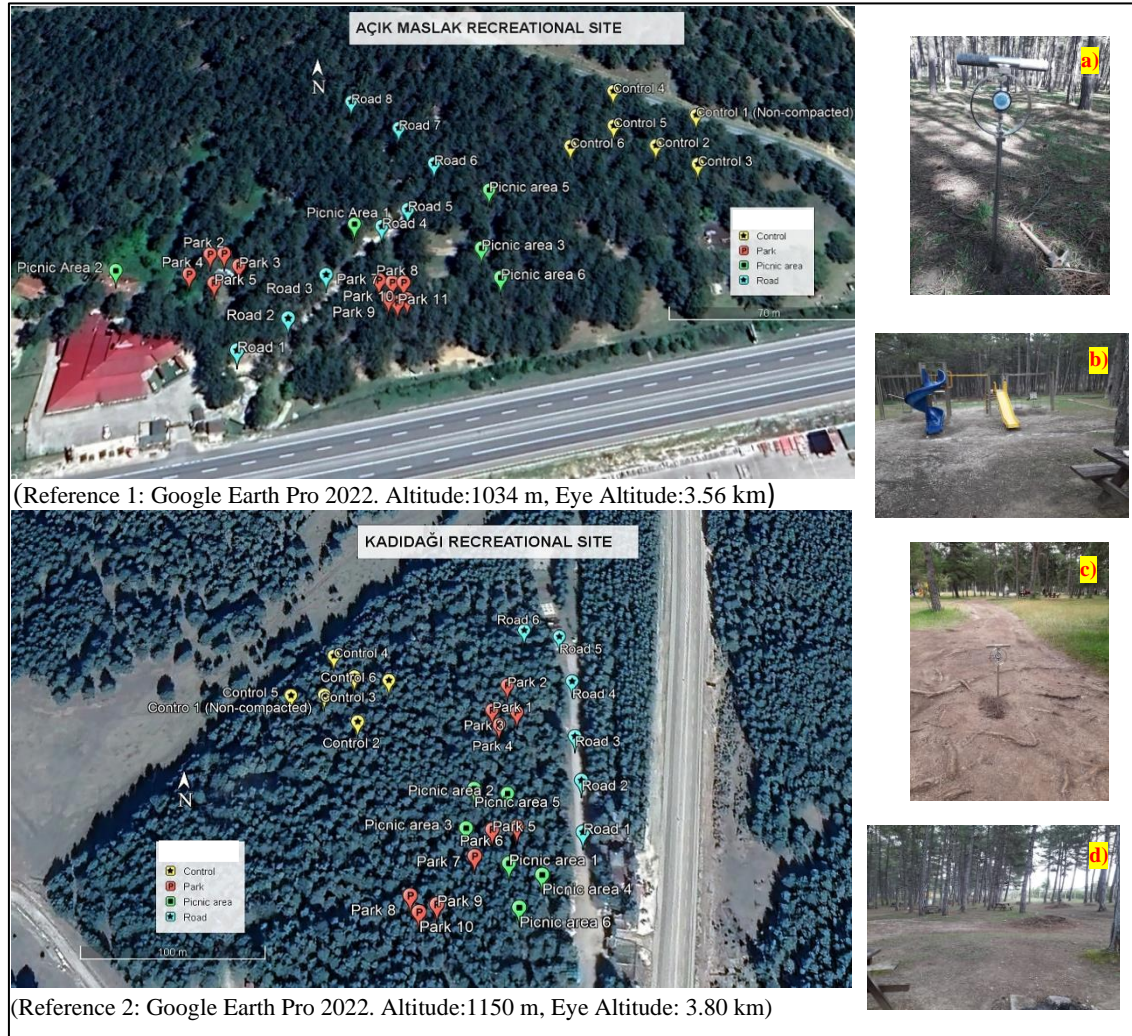 AÇIK MASLAK RECREATIONAL SITE
N
Road 8
Road 7
Road 6
Control 4
Control 1 (Non-compacted)
Control 5
Control 6
Control 2
Control 3
Picnic area 5
Road 5
Picnic Area 1
Road 4
Picnic area 3
Park 2
Park 4
Park 3
Park 5
Picnic Area 2
Road 3
Park 7
Park 8
Picnic area 6
Park 10
Park 11
Park 9
Road 2
Road 1
Control
Park
Picnic area
Road
70 m
(Reference 1: Google Earth Pro 2022. Altitude:1034 m, Eye Altitude:3.56 km)
KADIDAĞI RECREATIONAL SITE
Road 6
Road 5
Control 4
Control 6
Control 5
Control 3
Contro 1 (Non-compacted)
Control 2
Park 2
Road 4
Park 1
Park 3
Park 4
Road 3
Picnic area 2
Road 2
Picnic area 5
Picnic area 3
Park 5
Park 6
Road 1
Park 7
Picnic area 1
Picnic area 4
Park 8
Park 9
Park 10
Picnic area 6
N
Control
Park
Picnic area
Road
100 m
(Reference 2: Google Earth Pro 2022. Altitude:1150 m, Eye Altitude: 3.80 km)
a)
b)
c)
d)